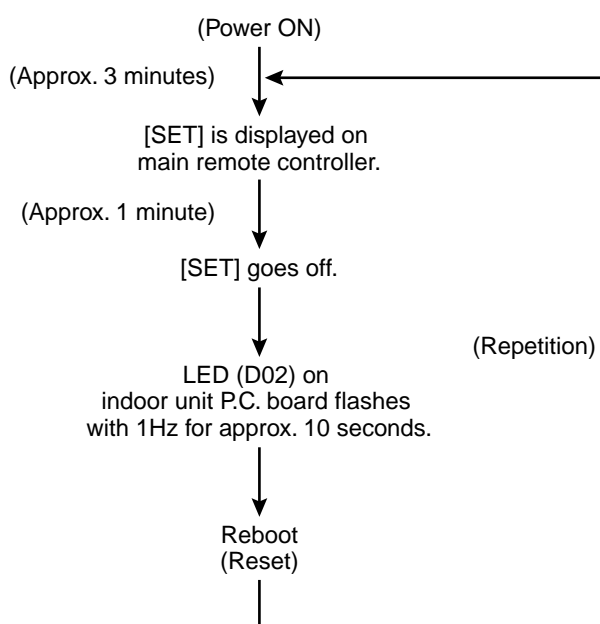 (Power ON)
(Approx. 3 minutes)
[SET] is displayed on
main remote controller.
(Approx. 1 minute)
[SET] goes off.
(Repetition)
LED (D02) on
indoor unit P.C. board flashes
with 1Hz for approx. 10 seconds.
Reboot
(Reset)